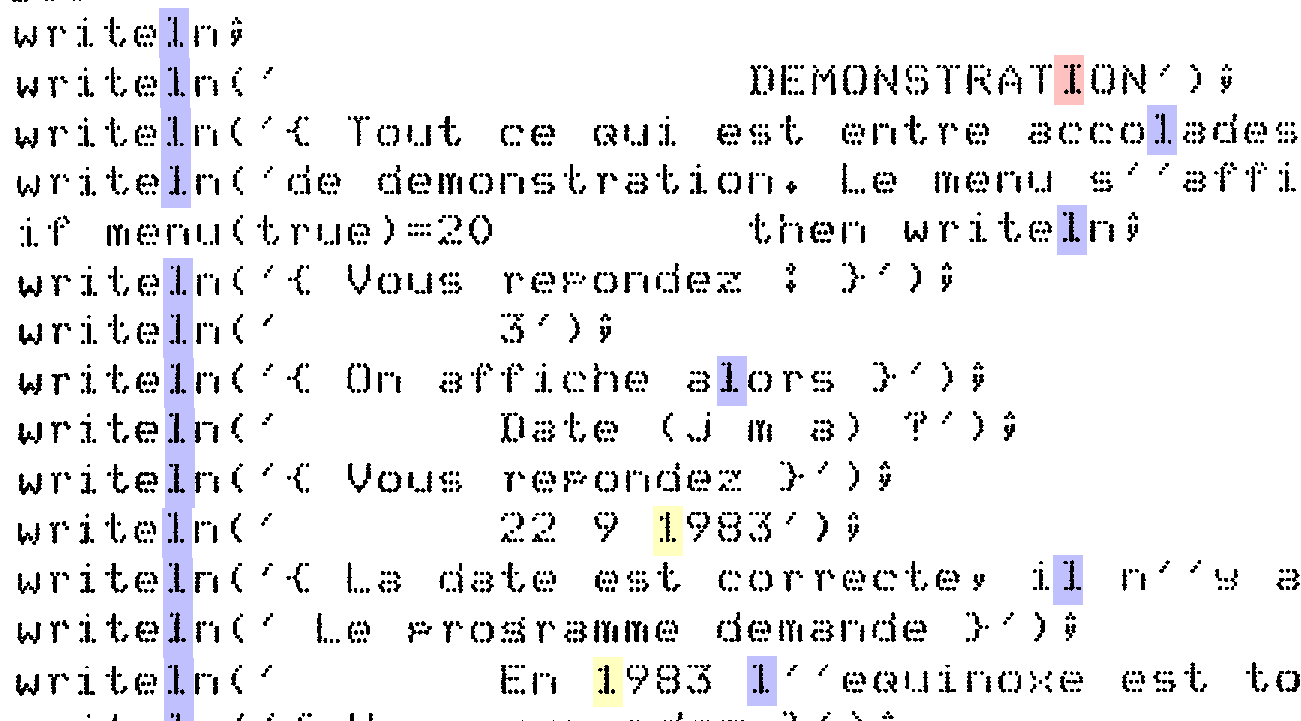 writeln;
writeln('                               DEMONSTRATION');
writeln('{ Tout ce qui est entre accolades
writeln('de demonstration. Le menu s''affi
if menu(true)=20                then writeln;
writeln('{ Vous repondez : }');
writeln('               3');
writeln('{ On affiche alors }');
writeln('               Date (J m a) ?');
writeln('{ Vous repondez }');
writeln('               22 9 1983');
writeln('{ La date est correcte, il n''y a
writeln(' Le programme demande }');
writeln('               En 1983 l''equinoxe est to